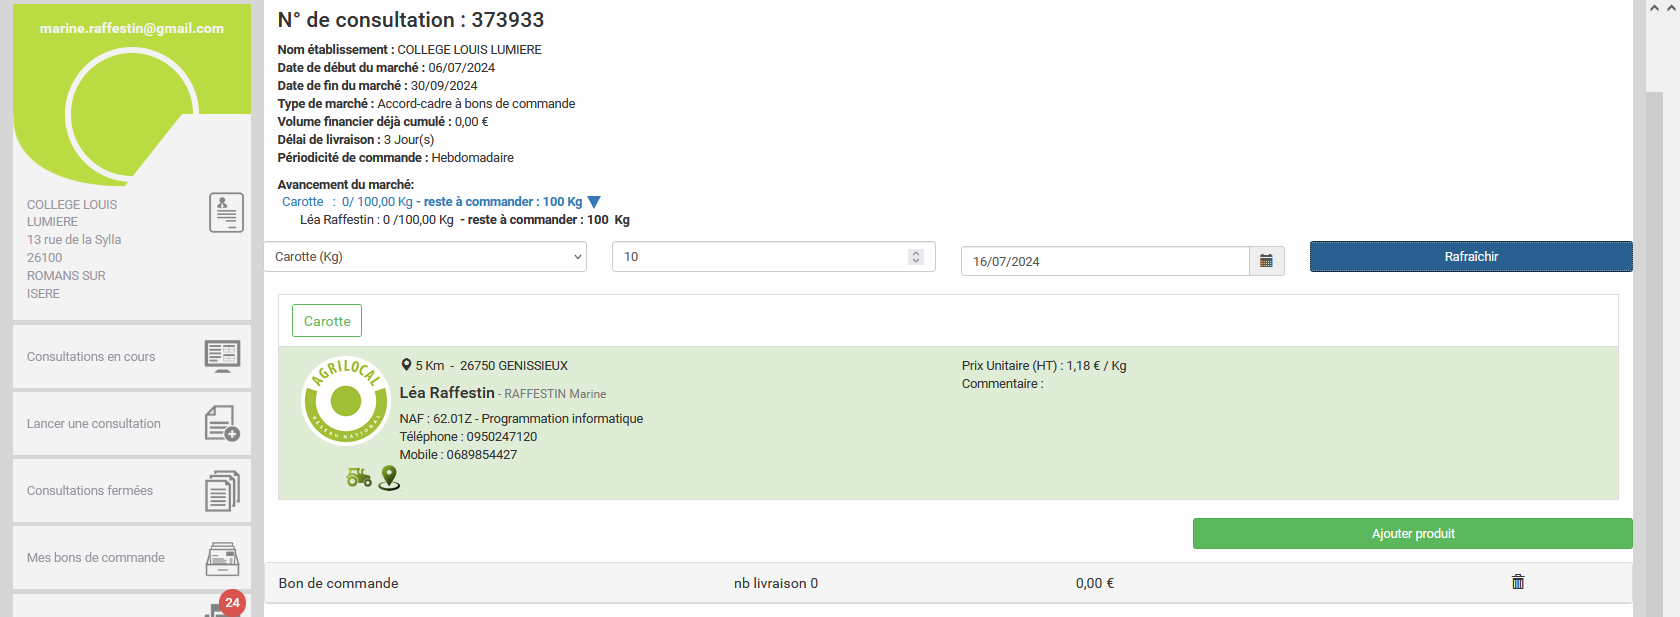 marine.raffestin@gmail.com
COLLEGE LOUIS
LUMIERE
13 rue de la Sylla
26100
ROMANS SUR
ISERE
Consultations en cours
Lancer une consultation
Consultations fermées
Mes bons de commande
24
N° de consultation : 373933
Nom établissement : COLLEGE LOUIS LUMIERE
Date de début du marché : 06/07/2024
Date de fin du marché : 30/09/2024
Type de marché : Accord-cadre à bons de commande
Volume financier déjà cumulé : 0,00 €
Délai de livraison : 3 Jour(s)
Périodicité de commande : Hebdomadaire
Avancement du marché:
Carotte : 0/ 100,00 Kg - reste à commander : 100 Kg
Léa Raffestin : 0 /100,00 Kg - reste à commander : 100 Kg
Carotte (Kg)
10
16/07/2024
Rafraîchir
Carotte
AGRILOCAL
RÉSEAU NATIONAL
5 Km - 26750 GENISSIEUX
Léa Raffestin - RAFFESTIN Marine
NAF : 62.01Z - Programmation informatique
Téléphone : 0950247120
Mobile : 0689854427
Prix Unitaire (HT) : 1,18 € / Kg
Commentaire :
Ajouter produit
Bon de commande nb livraison 0 0,00 €